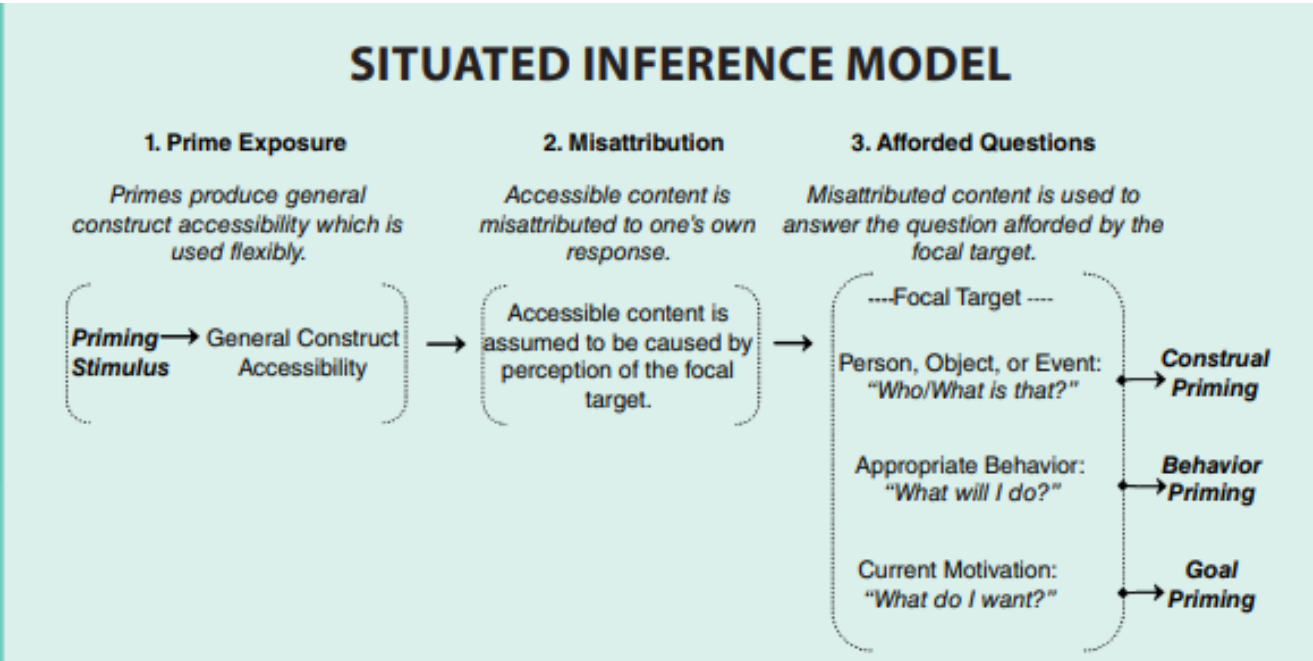 SITUATED INFERENCE MODEL
1. Prime Exposure
Primes produce general
construct accessibility which is
used flexibly.
Priming
Stimulus
General Construct
Accessibility
2. Misattribution
Accessible content is
misattributed to one's own
response.
Accessible content is
assumed to be caused by
perception of the focal
target.
3. Afforded Questions
Misattributed content is used to
answer the question afforded by the
focal target.
----Focal Target ----
Person, Object, or Event:
“Who/What is that?”
Construal
Priming
Appropriate Behavior:
“What will I do?”
Behavior
Priming
Current Motivation:
“What do I want?”
Goal
Priming